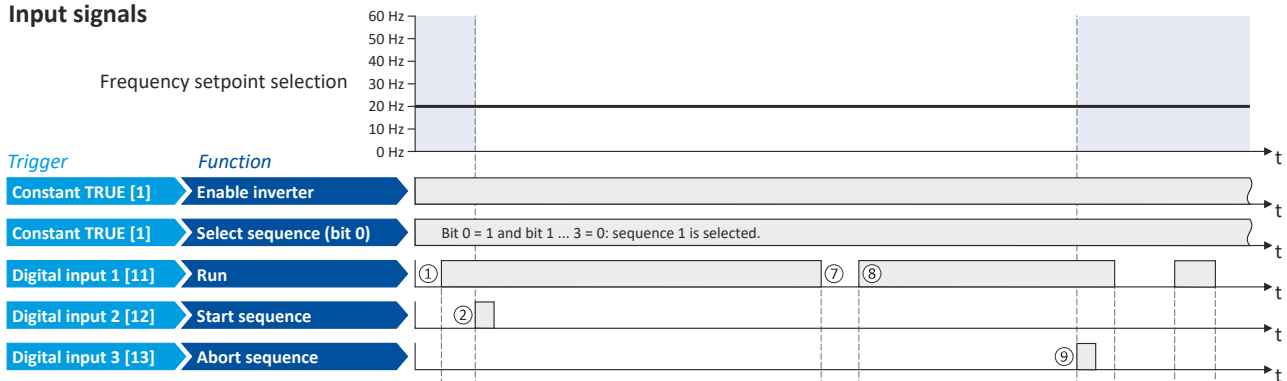 Input signals
60 Hz
50 Hz
40 Hz
Frequency setpoint selection
30 Hz
20 Hz
10 Hz
0 Hz
t
Trigger Function
Constant TRUE [1] Enable inverter
t
Constant TRUE [1] Select sequence (bit 0) Bit 0 = 1 and bit 1 ... 3 = 0: sequence 1 is selected.
t
Digital input 1 [11] Run ① ⑦ ⑧
t
Digital input 2 [12] Start sequence ②
t
Digital input 3 [13] Abort sequence ⑨
t